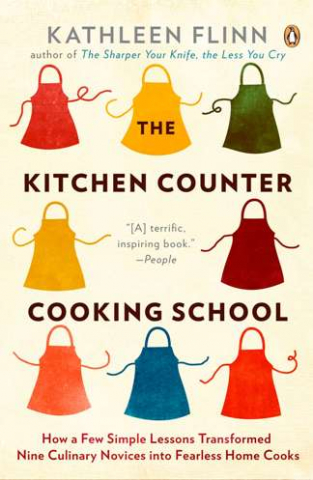 KATHLEEN FLINN
author of The Sharper Your Knife, the Less You Cry
THE
KITCHEN COUNTER
"[A] terrific,
inspiring book."
—People
COOKING SCHOOL
How a Few Simple Lessons Transformed
Nine Culinary Novices into Fearless Home Cooks